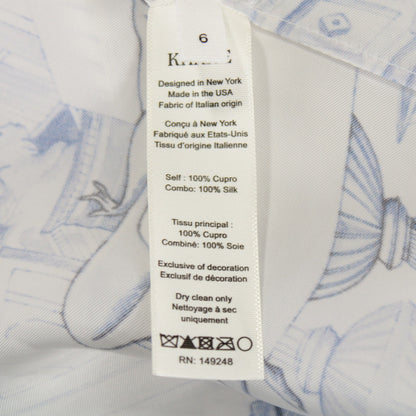 6
Designed in New York
Made in the USA
Fabric of Italian origin
Conçu à New York
Fabriqué aux Etats-Unis
Tissu d'origine Italienne
Self : 100% Cupro
Combo: 100% Silk
Tissu principal :
100% Cupro
Combiné: 100% Soie
Exclusive of decoration
Exclusif de décoration
Dry clean only
Nettoyage à sec
uniquement
RN: 149248